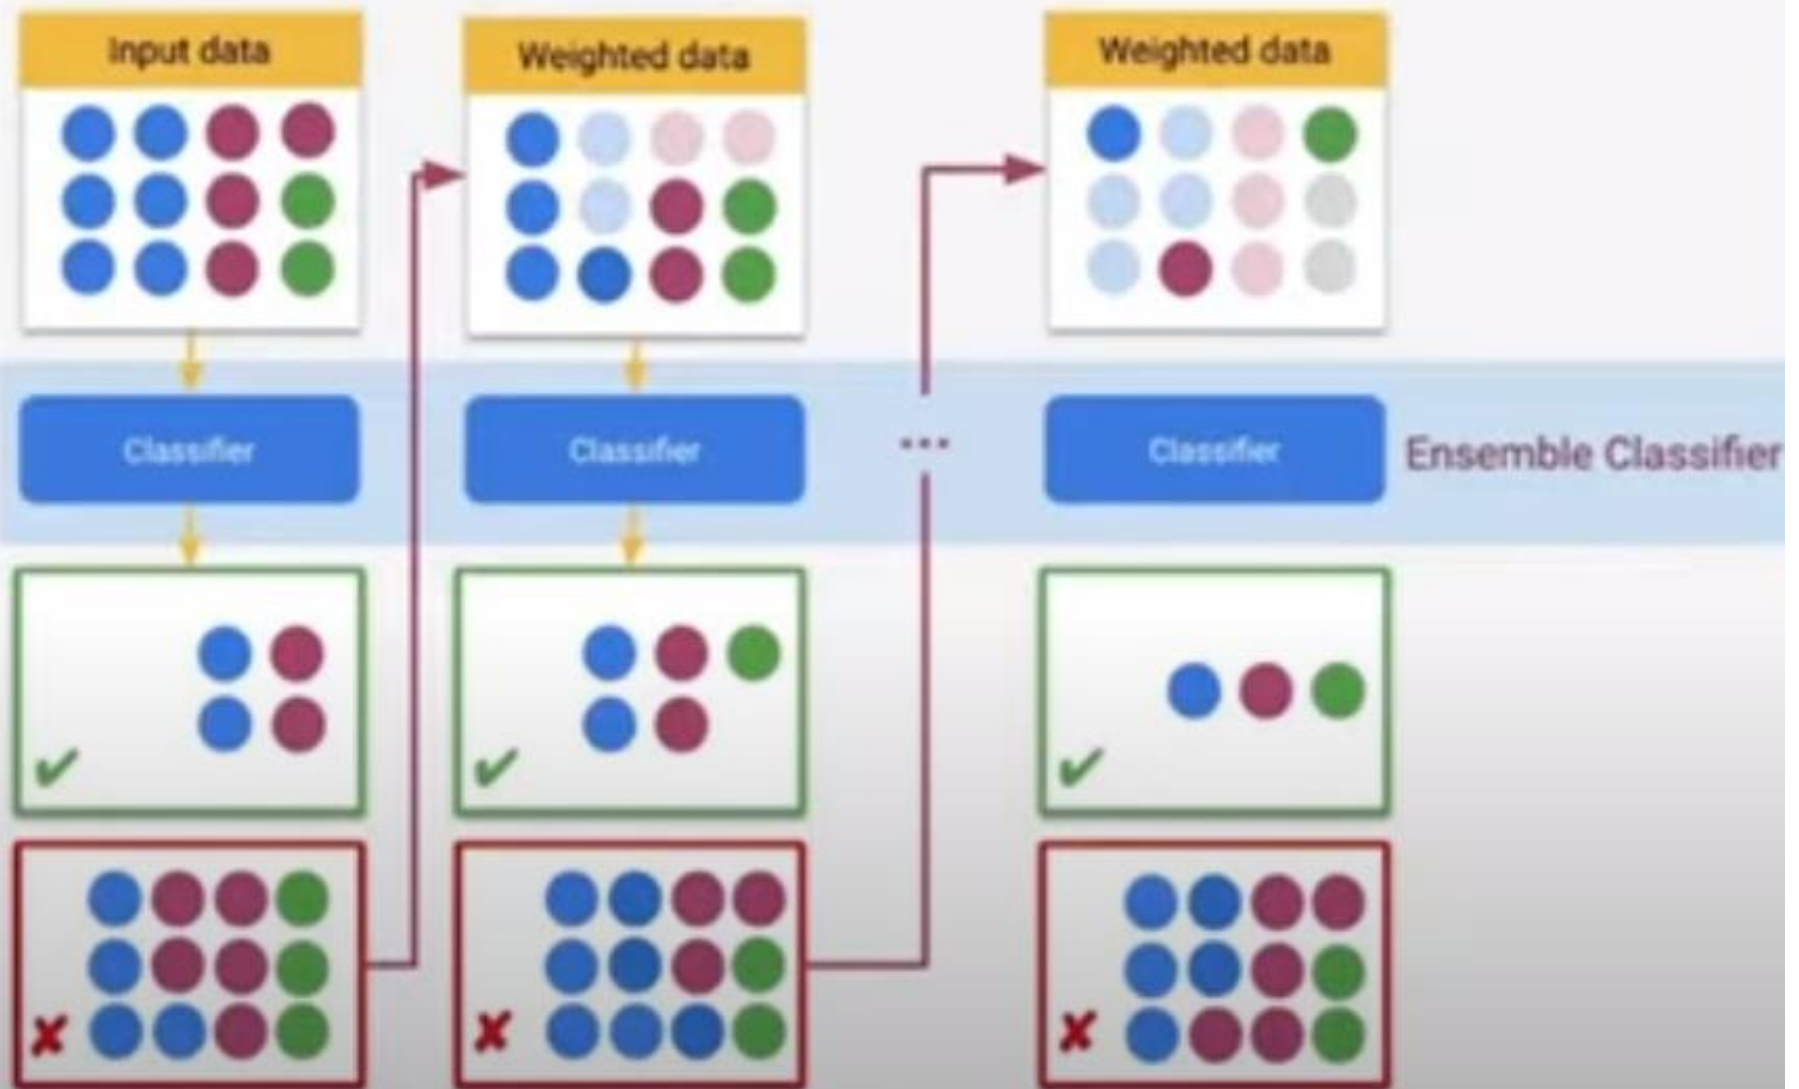 Input data
Weighted data
Weighted data
Classifier
Classifier
...
Classifier
Ensemble Classifier